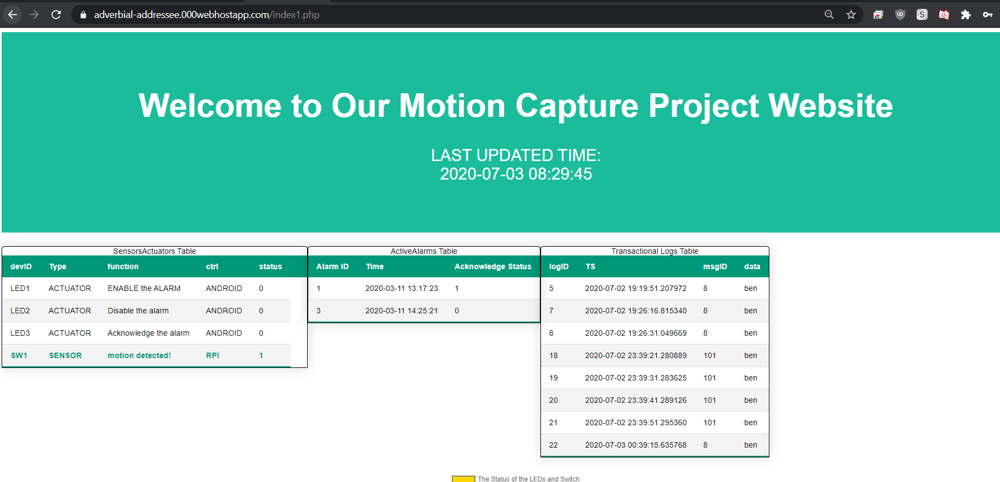 adverbial-addressee.000webhostapp.com/index1.php
Welcome to Our Motion Capture Project Website
LAST UPDATED TIME:
2020-07-03 08:29:45
SensorsActuators Table
devID Type function ctrl status
LED1 ACTUATOR ENABLE the ALARM ANDROID 0
LED2 ACTUATOR Disable the alarm ANDROID 0
LED3 ACTUATOR Acknowledge the alarm ANDROID 0
SW1 SENSOR motion detected! RPI 1
ActiveAlarms Table
Alarm ID Time Acknowledge Status
1 2020-03-11 13:17:23 1
3 2020-03-11 14:25:21 0
Transactional Logs Table
logID TS msgID data
5 2020-07-02 19:19:51.207972 8 ben
7 2020-07-02 19:26:16.815340 8 ben
8 2020-07-02 19:26:31.049669 8 ben
18 2020-07-02 23:39:21.280889 101 ben
19 2020-07-02 23:39:31.283625 101 ben
20 2020-07-02 23:39:41.289126 101 ben
21 2020-07-02 23:39:51.295360 101 ben
22 2020-07-03 00:39:15.635768 8 ben
The Status of the LEDs and Switch